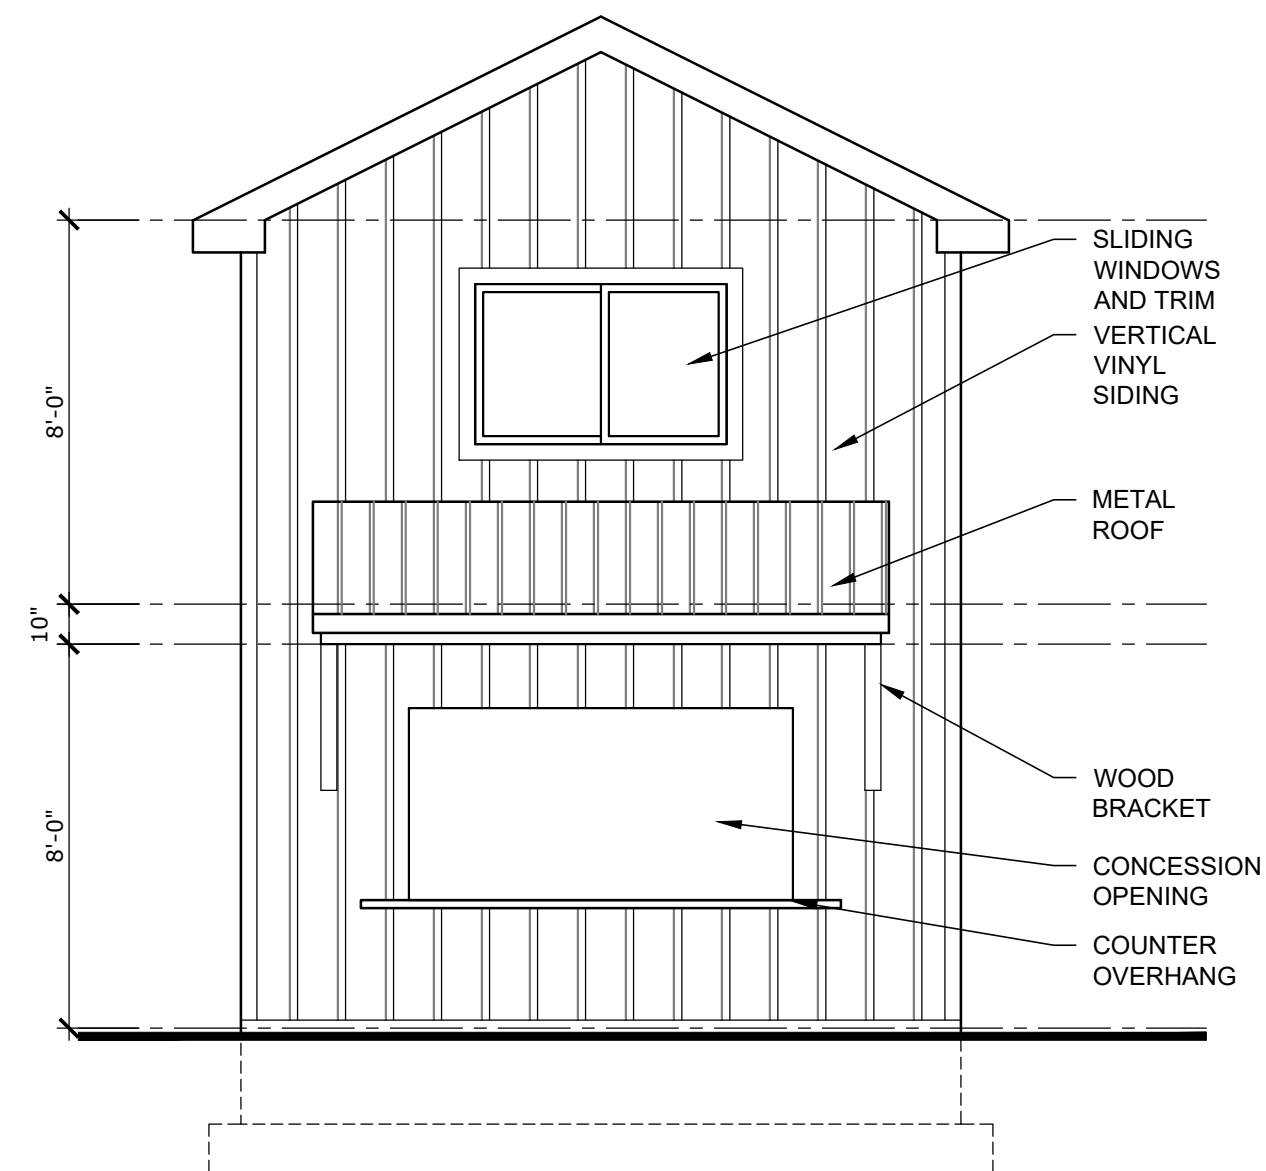 SLIDING
WINDOWS
AND TRIM
VERTICAL
VINYL
SIDING
8'-0"
METAL
ROOF
10"
WOOD
BRACKET
8'-0"
CONCESSION
OPENING
COUNTER
OVERHANG